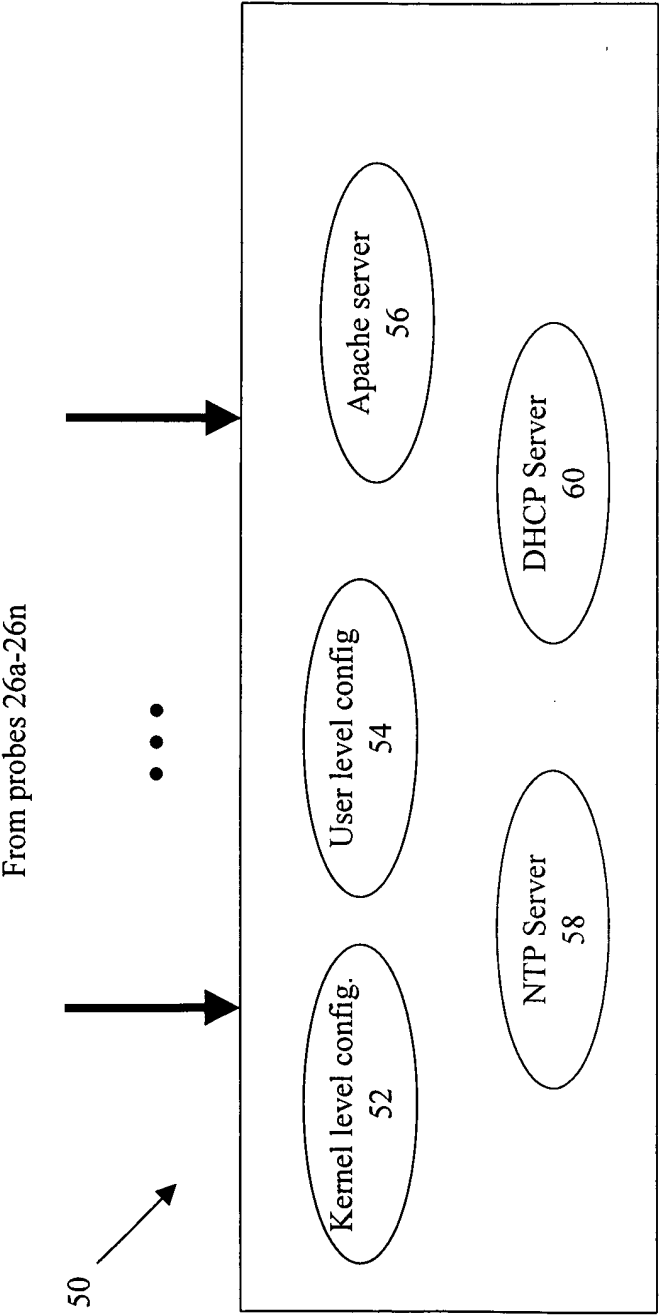 From probes 26a-26n
50
Kernel level config.
52
User level config
54
Apache server
56
NTP Server
58
DHCP Server
60